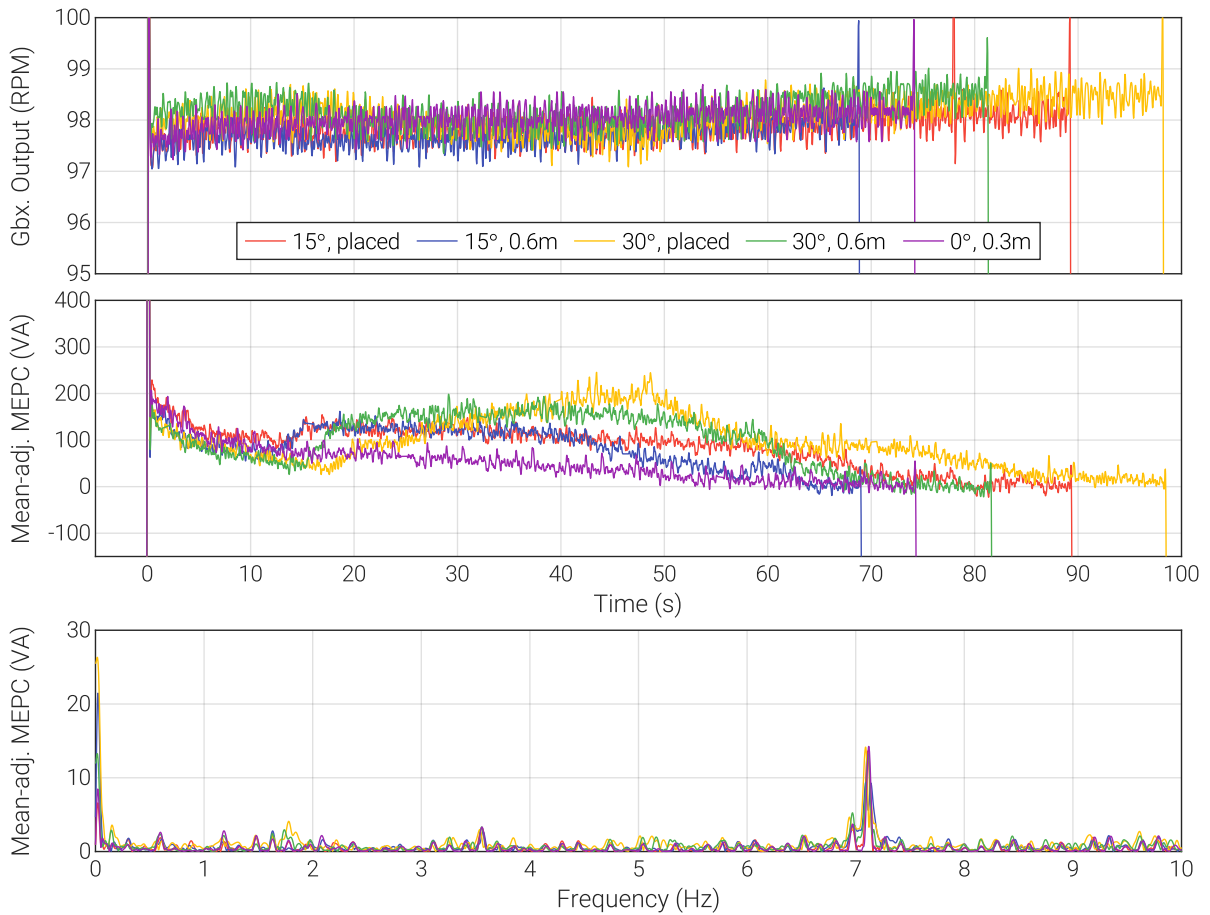 Gbx. Output (RPM)
100
99
98
97
96
95
15°, placed 15°, 0.6m 30°, placed 30°, 0.6m 0°, 0.3m
Mean-adj. MEPC (VA)
400
300
200
100
0
-100
0 10 20 30 40 50 60 70 80 90 100
Time (s)
Mean-adj. MEPC (VA)
30
20
10
0
0 1 2 3 4 5 6 7 8 9 10
Frequency (Hz)